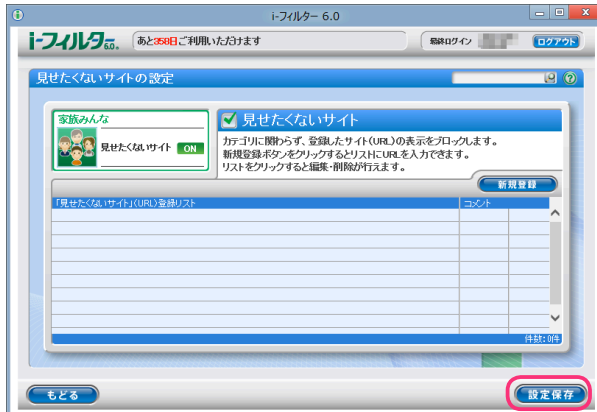 i-フィルター 6.0
i-フィルター6.0. あと358日ご利用いただけます 最終ログイン ログアウト
見せたくないサイトの設定
家族みんな
見せたくないサイト ON
見せたくないサイト
カテゴリに関わらず、登録したサイト(URL)の表示をブロックします。
新規登録ボタンをクリックするとリストにURLを入力できます。
リストをクリックすると編集・削除が行えます。
新規登録
「見せたくないサイト」(URL)登録リスト コメント
件数:0件
もどる 設定保存